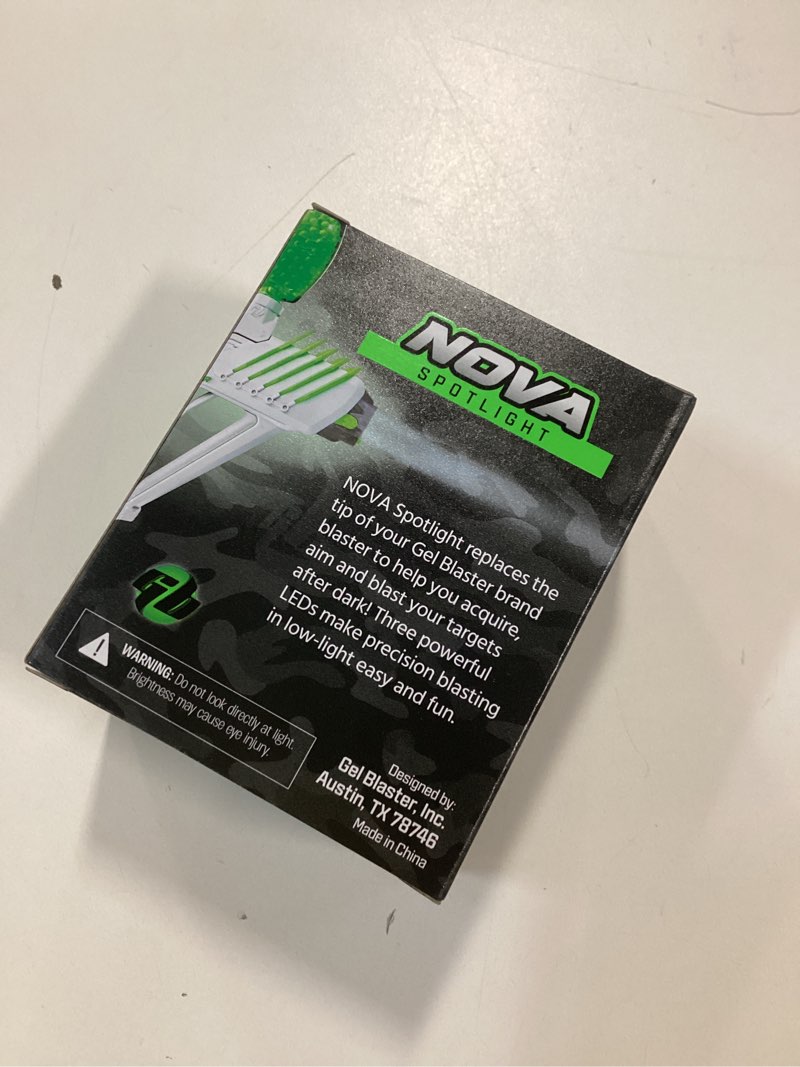 NOVA
SPOTLIGHT
NOVA Spotlight replaces the
tip of your Gel Blaster brand
blaster to help you acquire,
aim and blast your targets
after dark! Three powerful
LEDs make precision blasting
in low-light easy and fun.
WARNING: Do not look directly at light.
Brightness may cause eye injury.
Designed by:
Gel Blaster, Inc.
Austin, TX 78746
Made in China